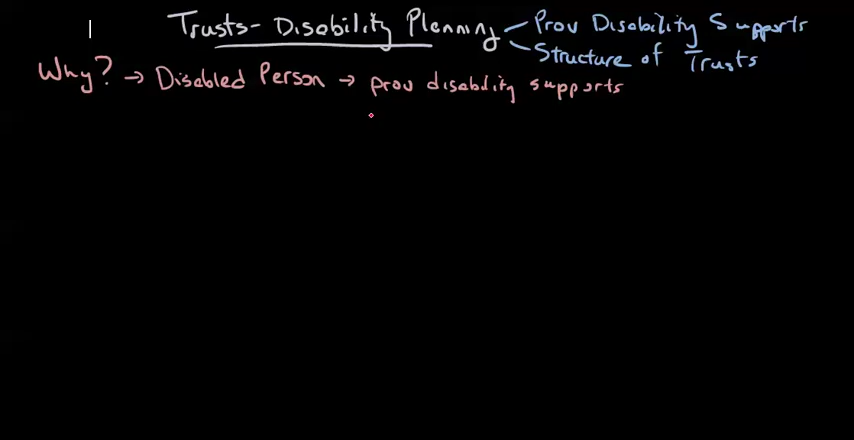 Trusts- Disability Planning
Prov Disability Supports
Structure of Trusts
Why? → Disabled Person → prov disability supports